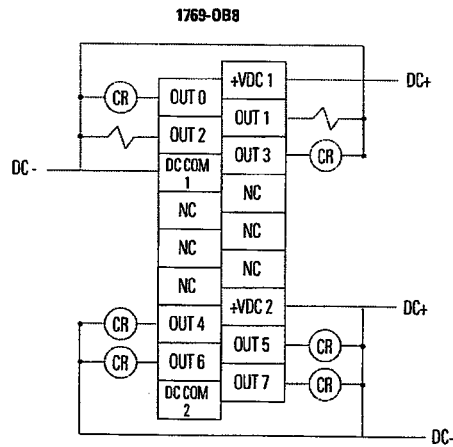 1769-OB8
+VDC 1
DC+
CR
OUT 0
OUT 1
OUT 2
OUT 3
CR
DC-
DC COM
1
NC
NC
NC
NC
NC
NC
+VDC 2
DC+
CR
OUT 4
OUT 5
CR
CR
OUT 6
OUT 7
CR
DC COM
2
DC-